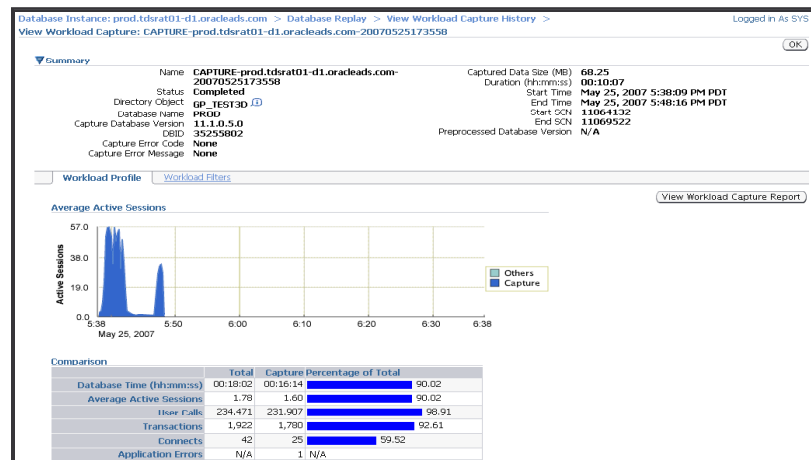 Database Instance: prod.tdsrat01-d1.oracleads.com > Database Replay > View Workload Capture History >
Logged in As SYS
View Workload Capture: CAPTURE-prod.tdsrat01-d1.oracleads.com-20070525173558
OK
Summary
Name CAPTURE-prod.tdsrat01-d1.oracleads.com-20070525173558
Status Completed
Directory Object GP_TEST3D
Database Name PROD
Capture Database Version 11.1.0.5.0
DBID 35255802
Capture Error Code None
Capture Error Message None
Captured Data Size (MB) 68.25
Duration (hh:mm:ss) 00:10:07
Start Time May 25, 2007 5:38:09 PM PDT
End Time May 25, 2007 5:48:16 PM PDT
Start SCN 11064132
End SCN 11069522
Preprocessed Database Version N/A
Workload Profile Workload Filters
View Workload Capture Report
Average Active Sessions
57.0
38.0
19.0
0.0
Active Sessions
5:38 5:50 6:00 6:10 6:20 6:30 6:38
May 25, 2007
Others
Capture
Comparison
Total Capture Percentage of Total
Database Time (hh:mm:ss) 00:18:02 00:16:14 90.02
Average Active Sessions 1.78 1.60 90.02
User Calls 234,471 231,907 98.91
Transactions 1,922 1,780 92.61
Connects 42 25 59.52
Application Errors N/A 1 N/A